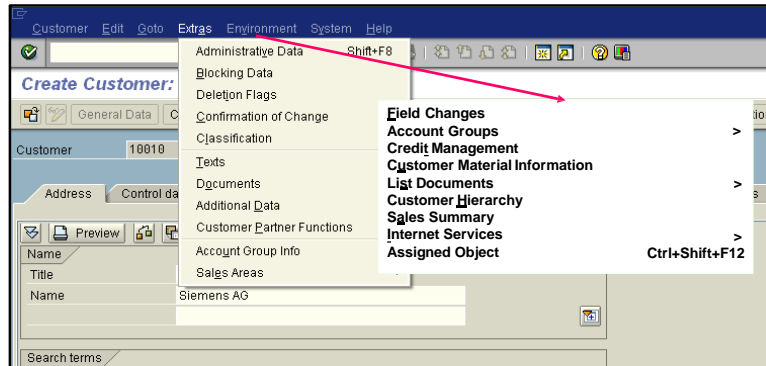 Customer Edit Goto Extras Environment System Help
Administrative Data Shift+F8
Blocking Data
Create Customer:
Deletion Flags
General Data C
Confirmation of Change
Field Changes
Account Groups >
Classification
Credit Management
Customer 10010
Texts
Customer Material Information
Documents
List Documents >
Address Control da
Additional Data
Customer Hierarchy
Sales Summary
Preview
Customer Partner Functions
Internet Services >
Name
Account Group Info
Assigned Object Ctrl+Shift+F12
Title
Sales Areas
Name Siemens AG
Search terms